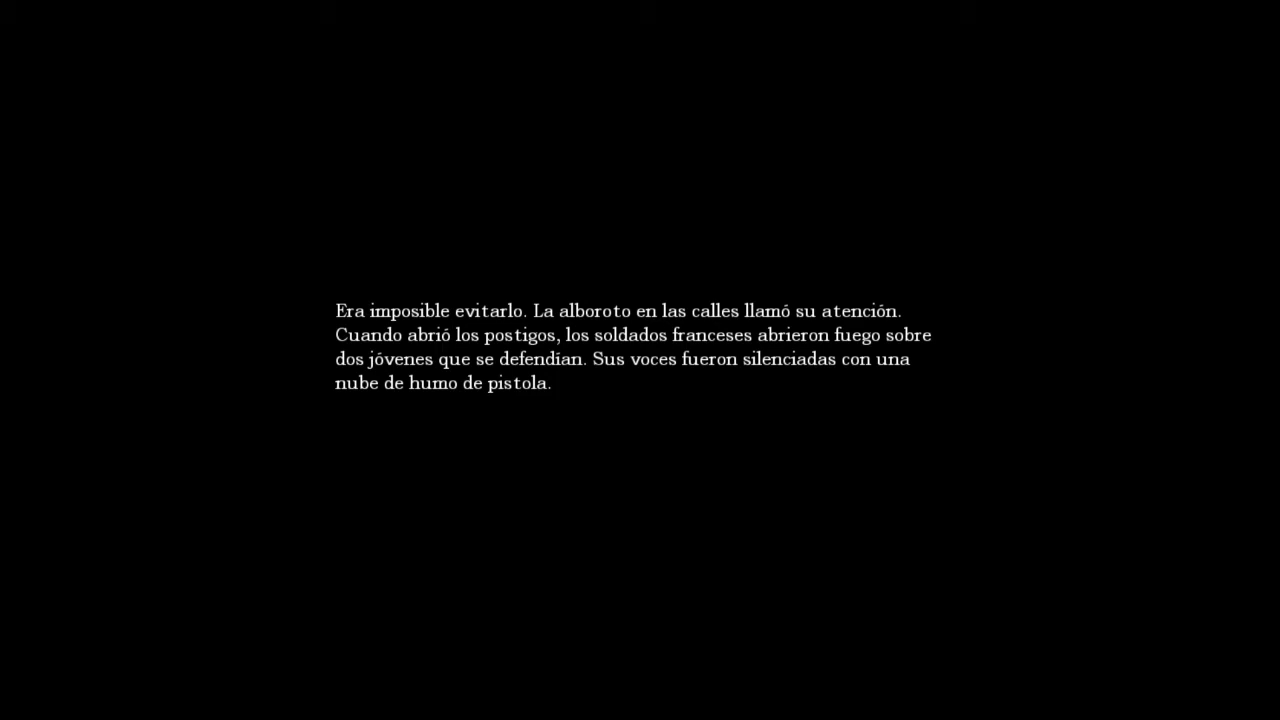 Era imposible evitarlo. La alboroto en las calles llamó su atención.
Cuando abrió los postigos, los soldados franceses abrieron fuego sobre
dos jóvenes que se defendían. Sus voces fueron silenciadas con una
nube de humo de pistola.